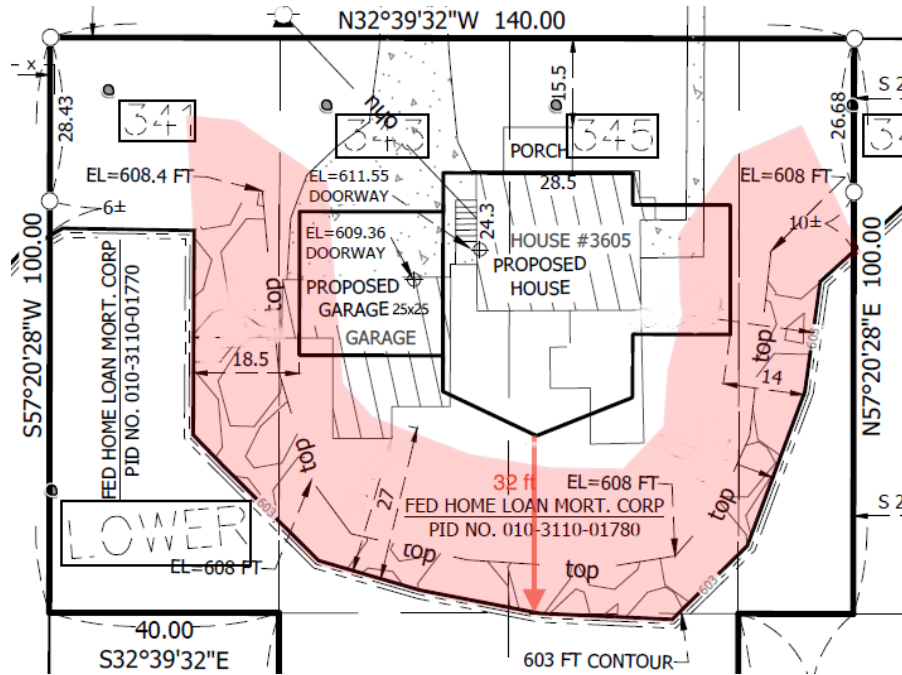 N32°39'32"W 140.00
x
28.43
341
343
345
34
15.5
26.68
S 2
PORCH
EL=608.4 FT
EL=611.55
DOORWAY
28.5
EL=608 FT
6±
24.3
10±
EL=609.36
DOORWAY
HOUSE #3605
PROPOSED
HOUSE
PROPOSED
GARAGE 25x25
GARAGE
top
top
603
18.5
14
S57°20'28"W 100.00
FED HOME LOAN MORT. CORP
PID NO. 010-3110-01770
N57°20'28"E 100.00
top
27
32 ft
EL=608 FT
FED HOME LOAN MORT. CORP
PID NO. 010-3110-01780
top
S 2
603
LOWER
EL=608 FT
top
top
603
40.00
S32°39'32"E
603 FT CONTOUR